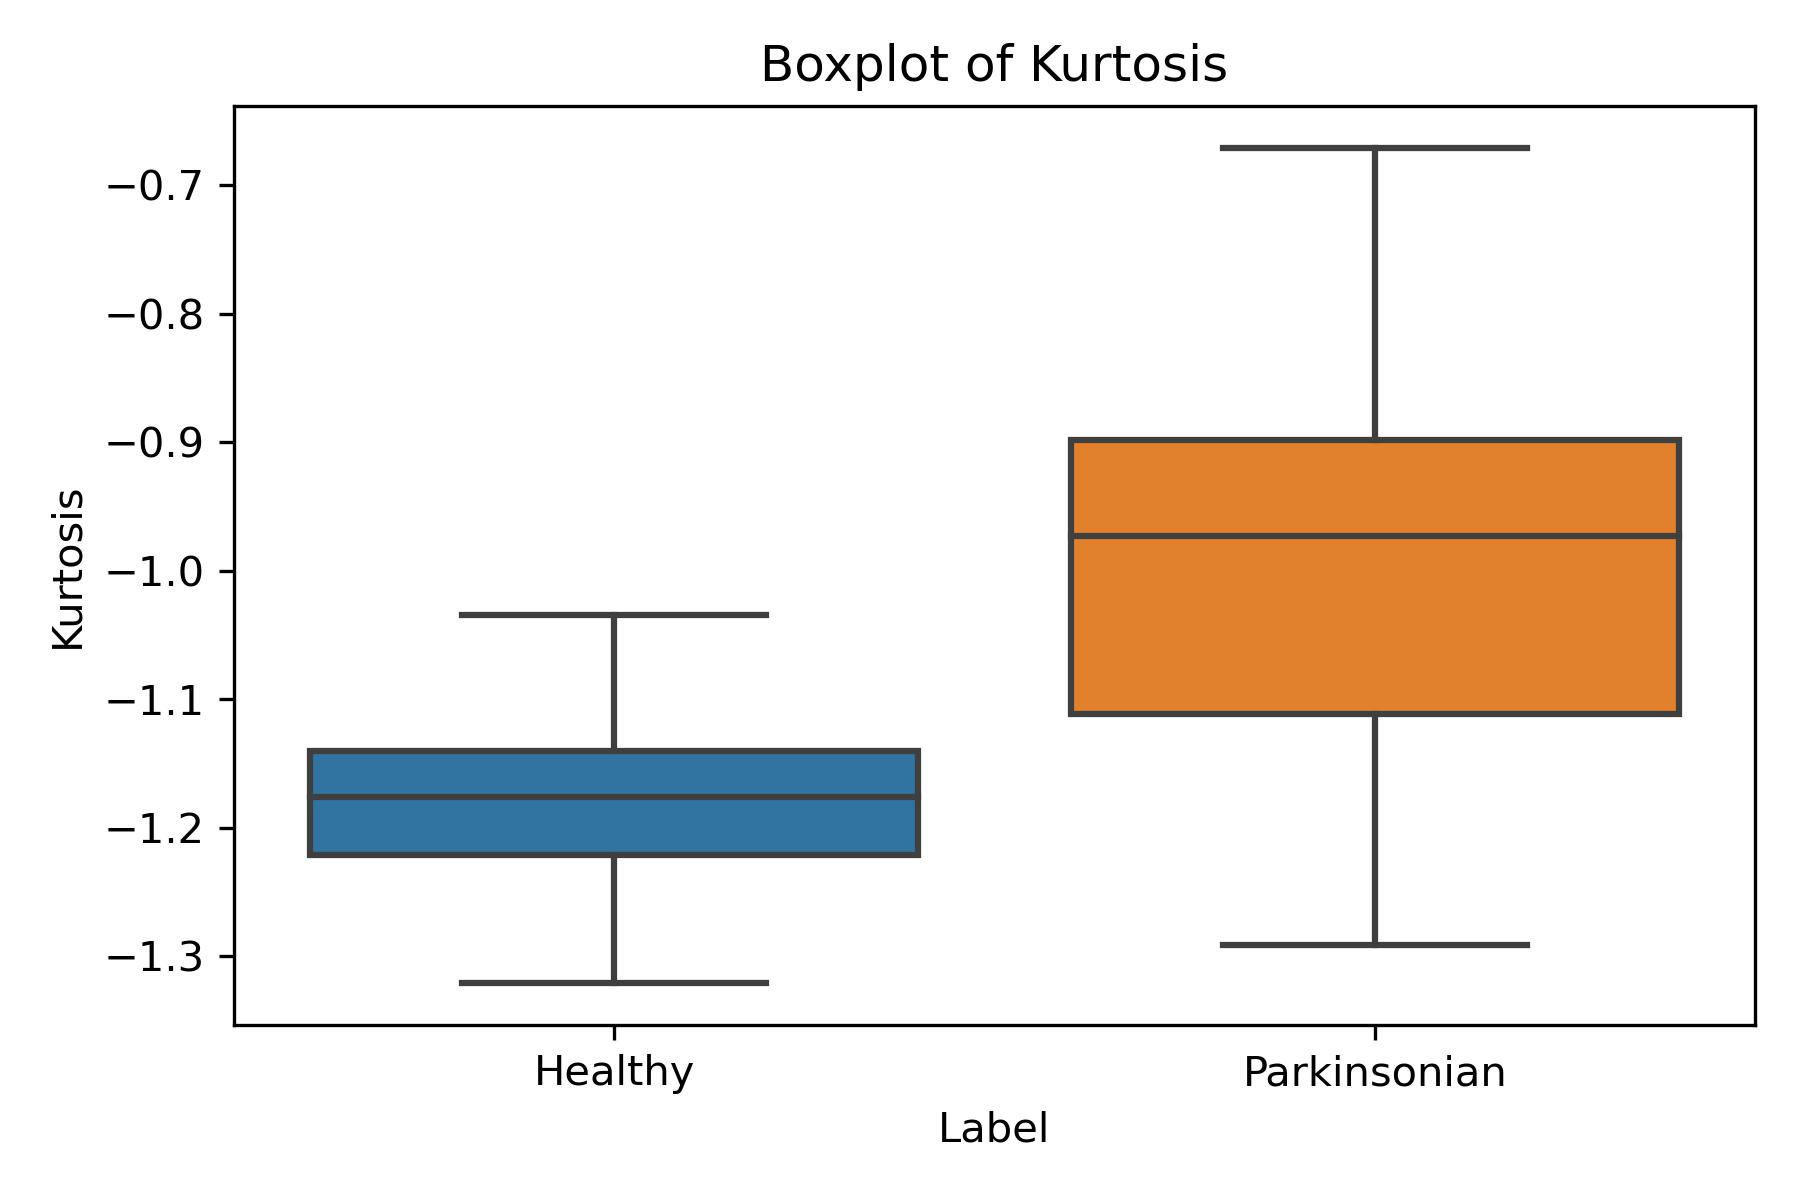 Boxplot of Kurtosis
Kurtosis
−0.7
−0.8
−0.9
−1.0
−1.1
−1.2
−1.3
Healthy
Parkinsonian
Label